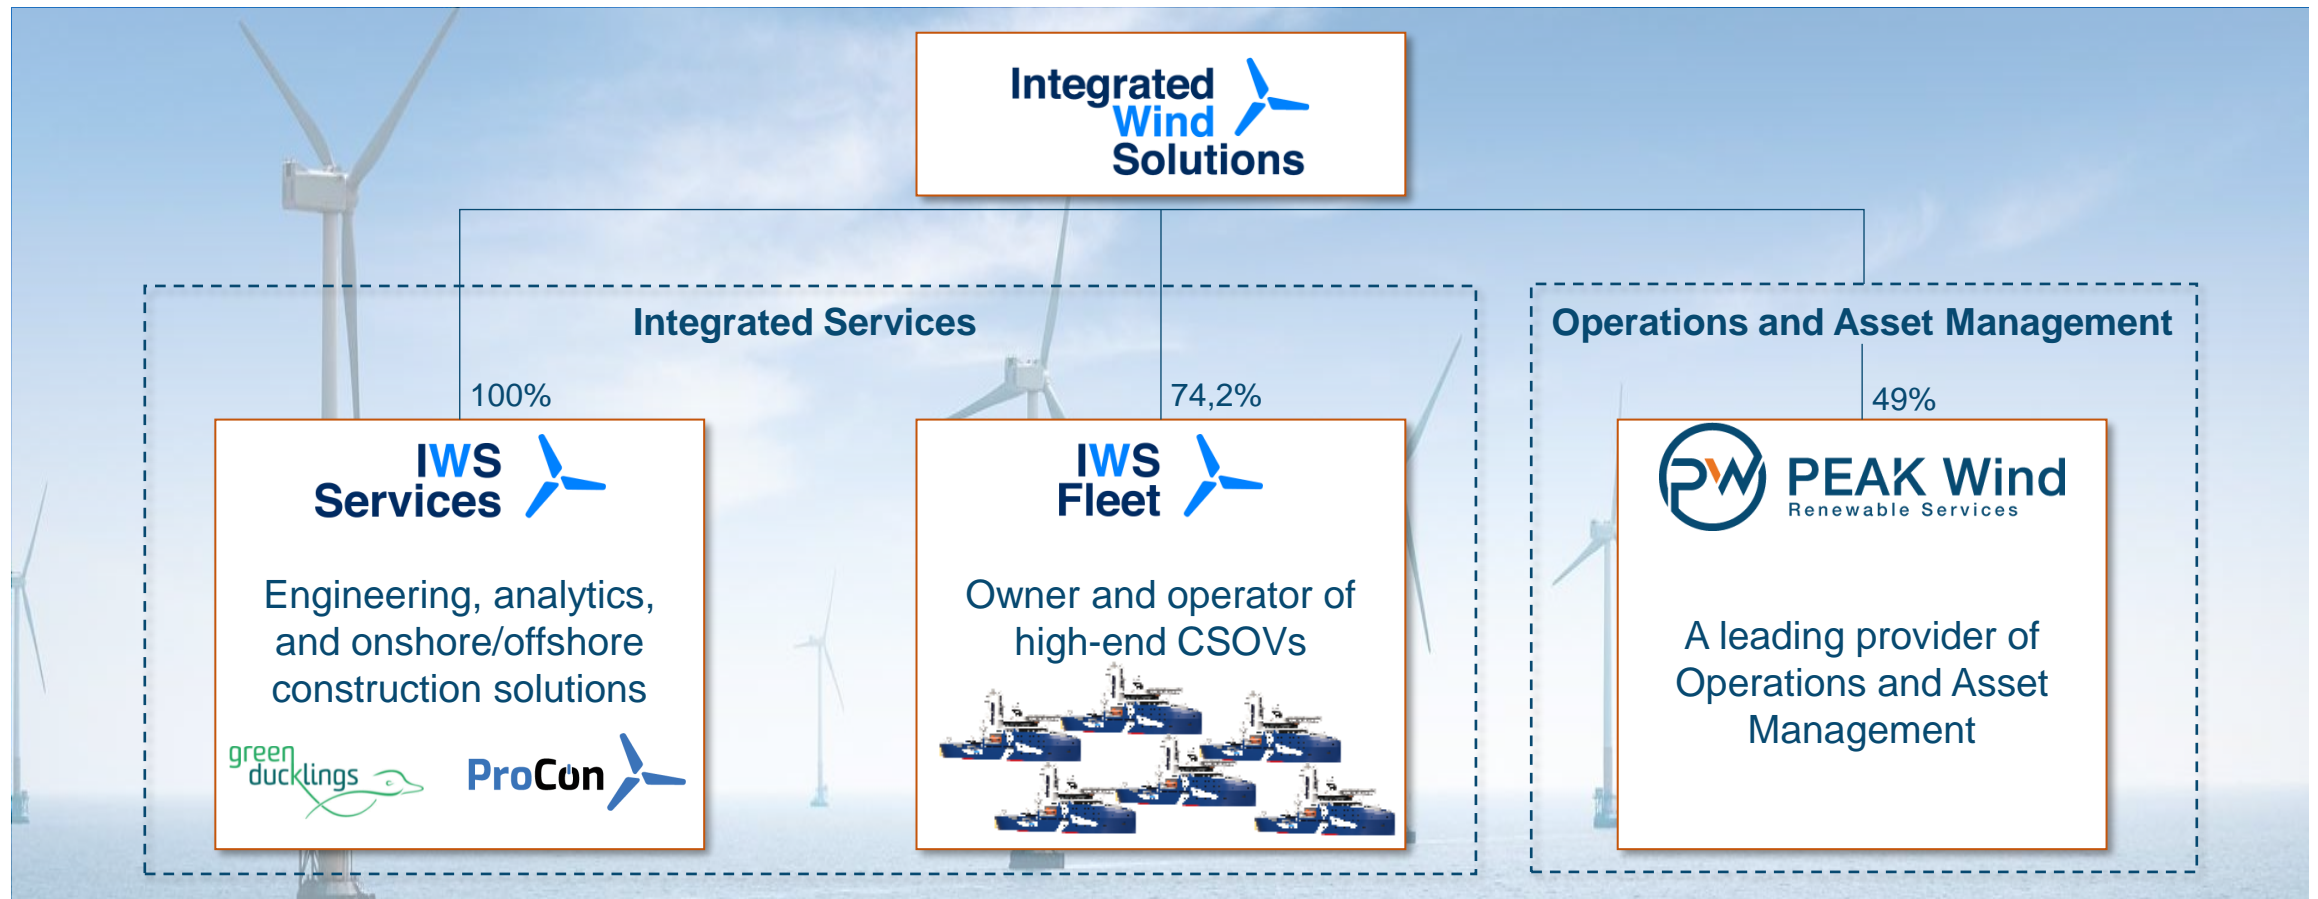 Integrated
Wind
Solutions
Integrated Services
Operations and Asset Management
100%
74,2%
49%
IWS
Services
Engineering, analytics,
and onshore/offshore
construction solutions
green
ducklings
ProCon
IWS
Fleet
Owner and operator of
high-end CSOVs
PW
PEAK Wind
Renewable Services
A leading provider of
Operations and Asset
Management